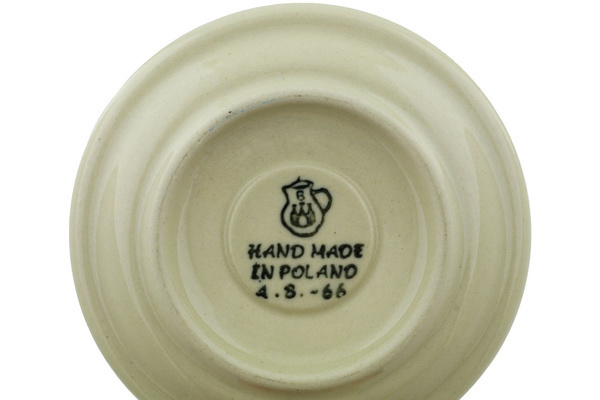 B
HAND MADE
IN POLAND
A.S.-66